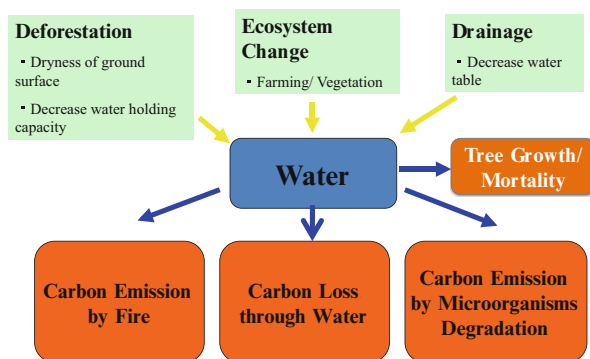 Deforestation
▪ Dryness of ground
surface
▪ Decrease water holding
capacity
Ecosystem
Change
▪ Farming/ Vegetation
Drainage
▪ Decrease water
table
Water
Tree Growth/
Mortality
Carbon Emission
by Fire
Carbon Loss
through Water
Carbon Emission
by Microorganisms
Degradation